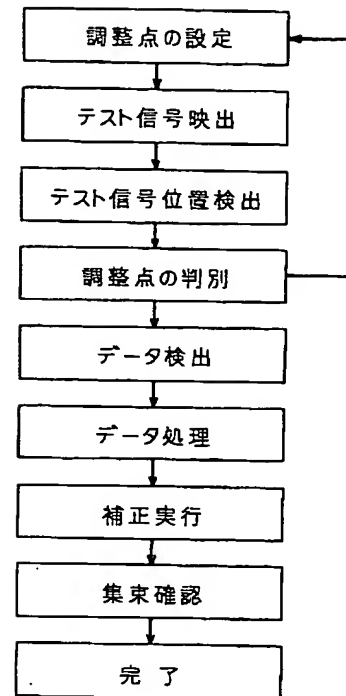 調整点の設定
テスト信号映出
テスト信号位置検出
調整点の判別
データ検出
データ処理
補正実行
集束確認
完了